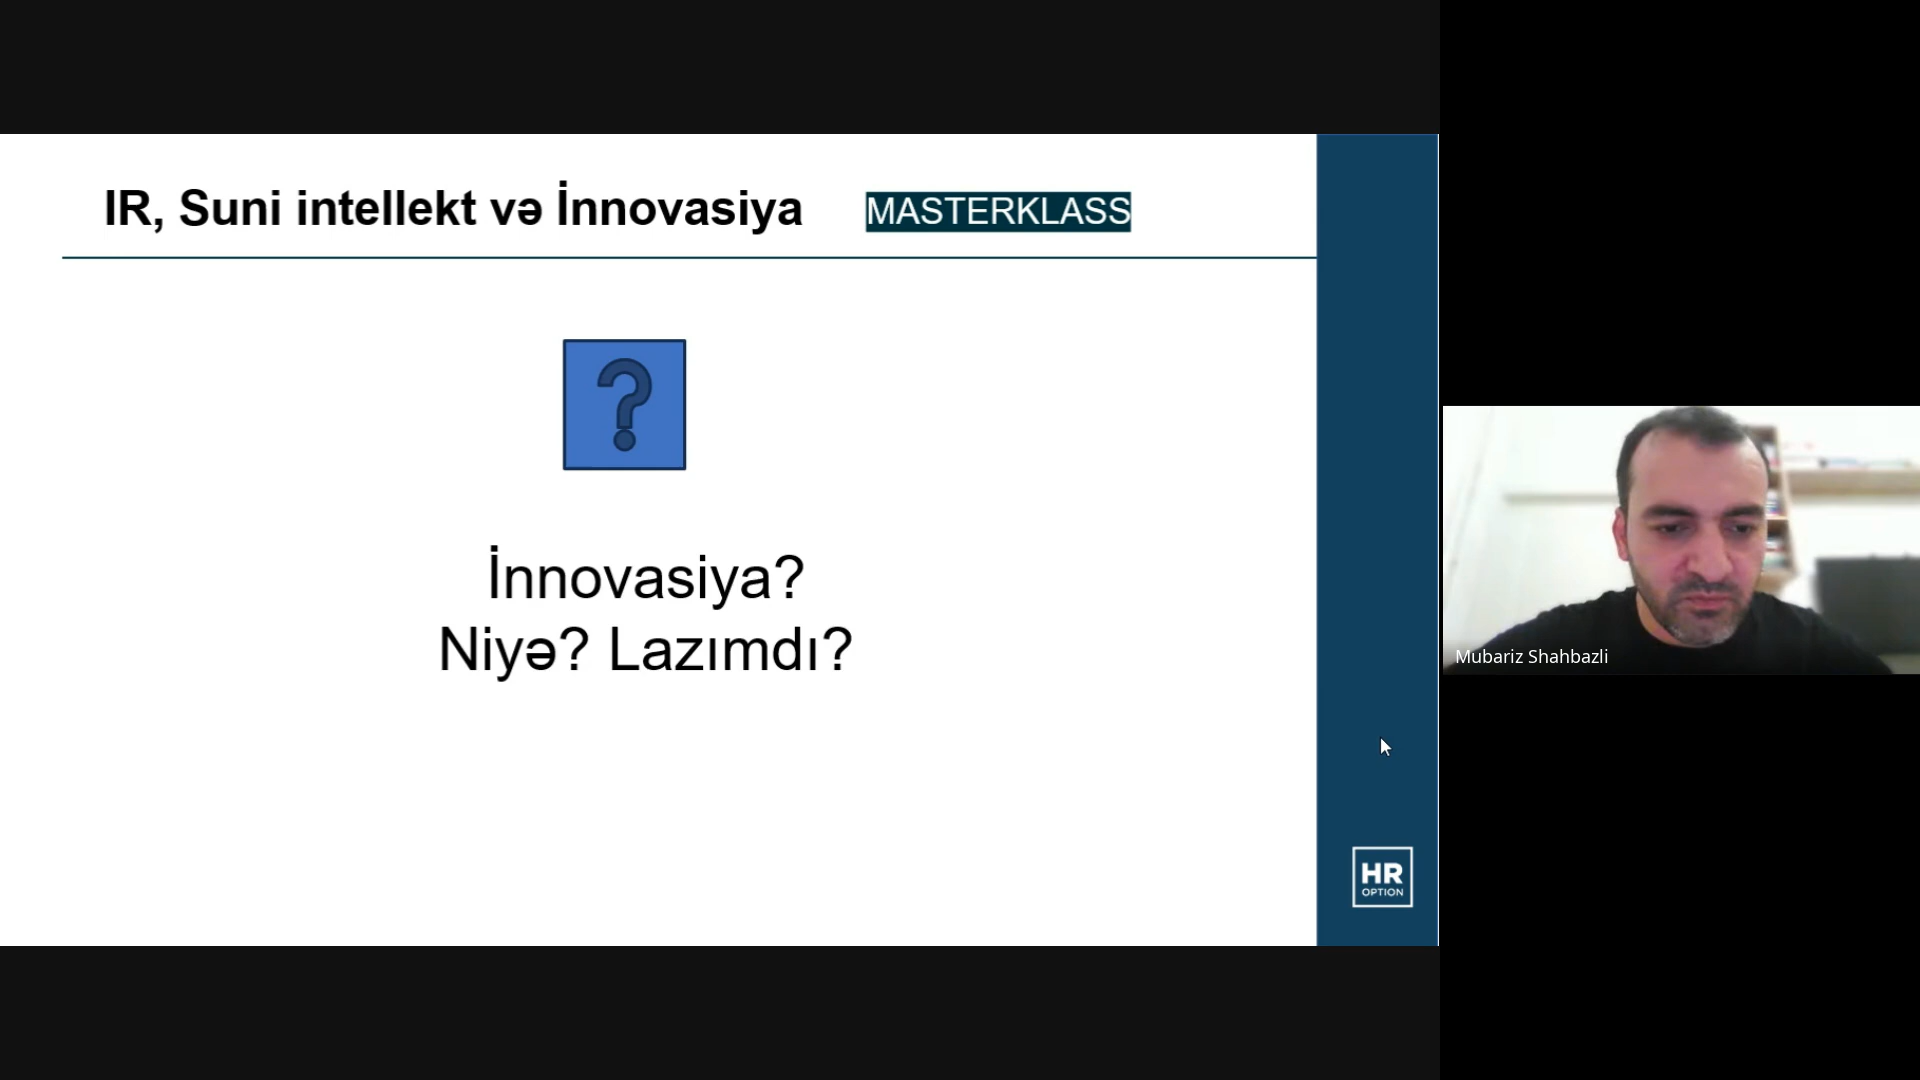 IR, Suni intellekt və İnnovasiya MASTERKLASS
?
İnnovasiya?
Niyə? Lazımdı?
Mubariz Shahbazli
HR
OPTION